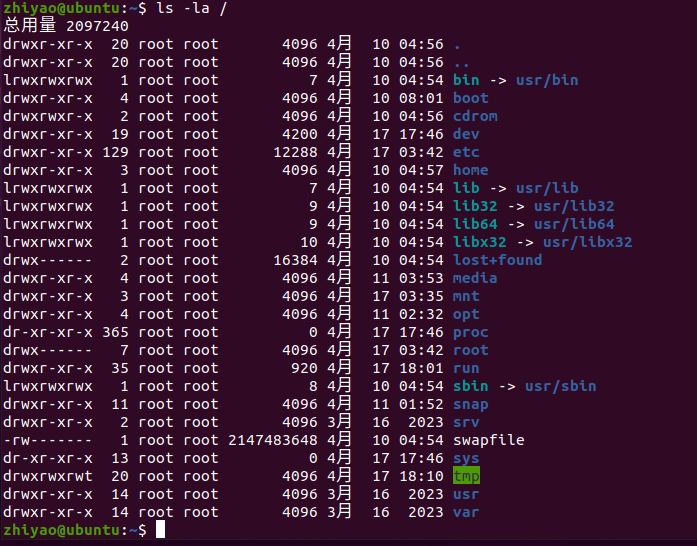 zhiyao@ubuntu:~$ ls -la /
总用量 2097240
drwxr-xr-x  20 root root       4096 4月  10 04:56 .
drwxr-xr-x  20 root root       4096 4月  10 04:56 ..
lrwxrwxrwx   1 root root          7 4月  10 04:54 bin -> usr/bin
drwxr-xr-x   4 root root       4096 4月  10 08:01 boot
drwxrwxr-x   2 root root       4096 4月  10 04:56 cdrom
drwxr-xr-x  19 root root       4200 4月  17 17:46 dev
drwxr-xr-x 129 root root      12288 4月  17 03:42 etc
drwxr-xr-x   3 root root       4096 4月  10 04:57 home
lrwxrwxrwx   1 root root          7 4月  10 04:54 lib -> usr/lib
lrwxrwxrwx   1 root root          9 4月  10 04:54 lib32 -> usr/lib32
lrwxrwxrwx   1 root root          9 4月  10 04:54 lib64 -> usr/lib64
lrwxrwxrwx   1 root root         10 4月  10 04:54 libx32 -> usr/libx32
drwx------   2 root root      16384 4月  10 04:54 lost+found
drwxr-xr-x   4 root root       4096 4月  11 03:53 media
drwxr-xr-x   3 root root       4096 4月  17 03:35 mnt
drwxr-xr-x   4 root root       4096 4月  11 02:32 opt
dr-xr-xr-x 365 root root          0 4月  17 17:46 proc
drwx------   7 root root       4096 4月  17 03:42 root
drwxr-xr-x  35 root root        920 4月  17 18:01 run
lrwxrwxrwx   1 root root          8 4月  10 04:54 sbin -> usr/sbin
drwxr-xr-x  11 root root       4096 4月  11 01:52 snap
drwxr-xr-x   2 root root       4096 3月  16  2023 srv
-rw-------   1 root root 2147483648 4月  10 04:54 swapfile
dr-xr-xr-x  13 root root          0 4月  17 17:46 sys
drwxrwxrwt  20 root root       4096 4月  17 18:10 tmp
drwxr-xr-x  14 root root       4096 3月  16  2023 usr
drwxr-xr-x  14 root root       4096 3月  16  2023 var
zhiyao@ubuntu:~$